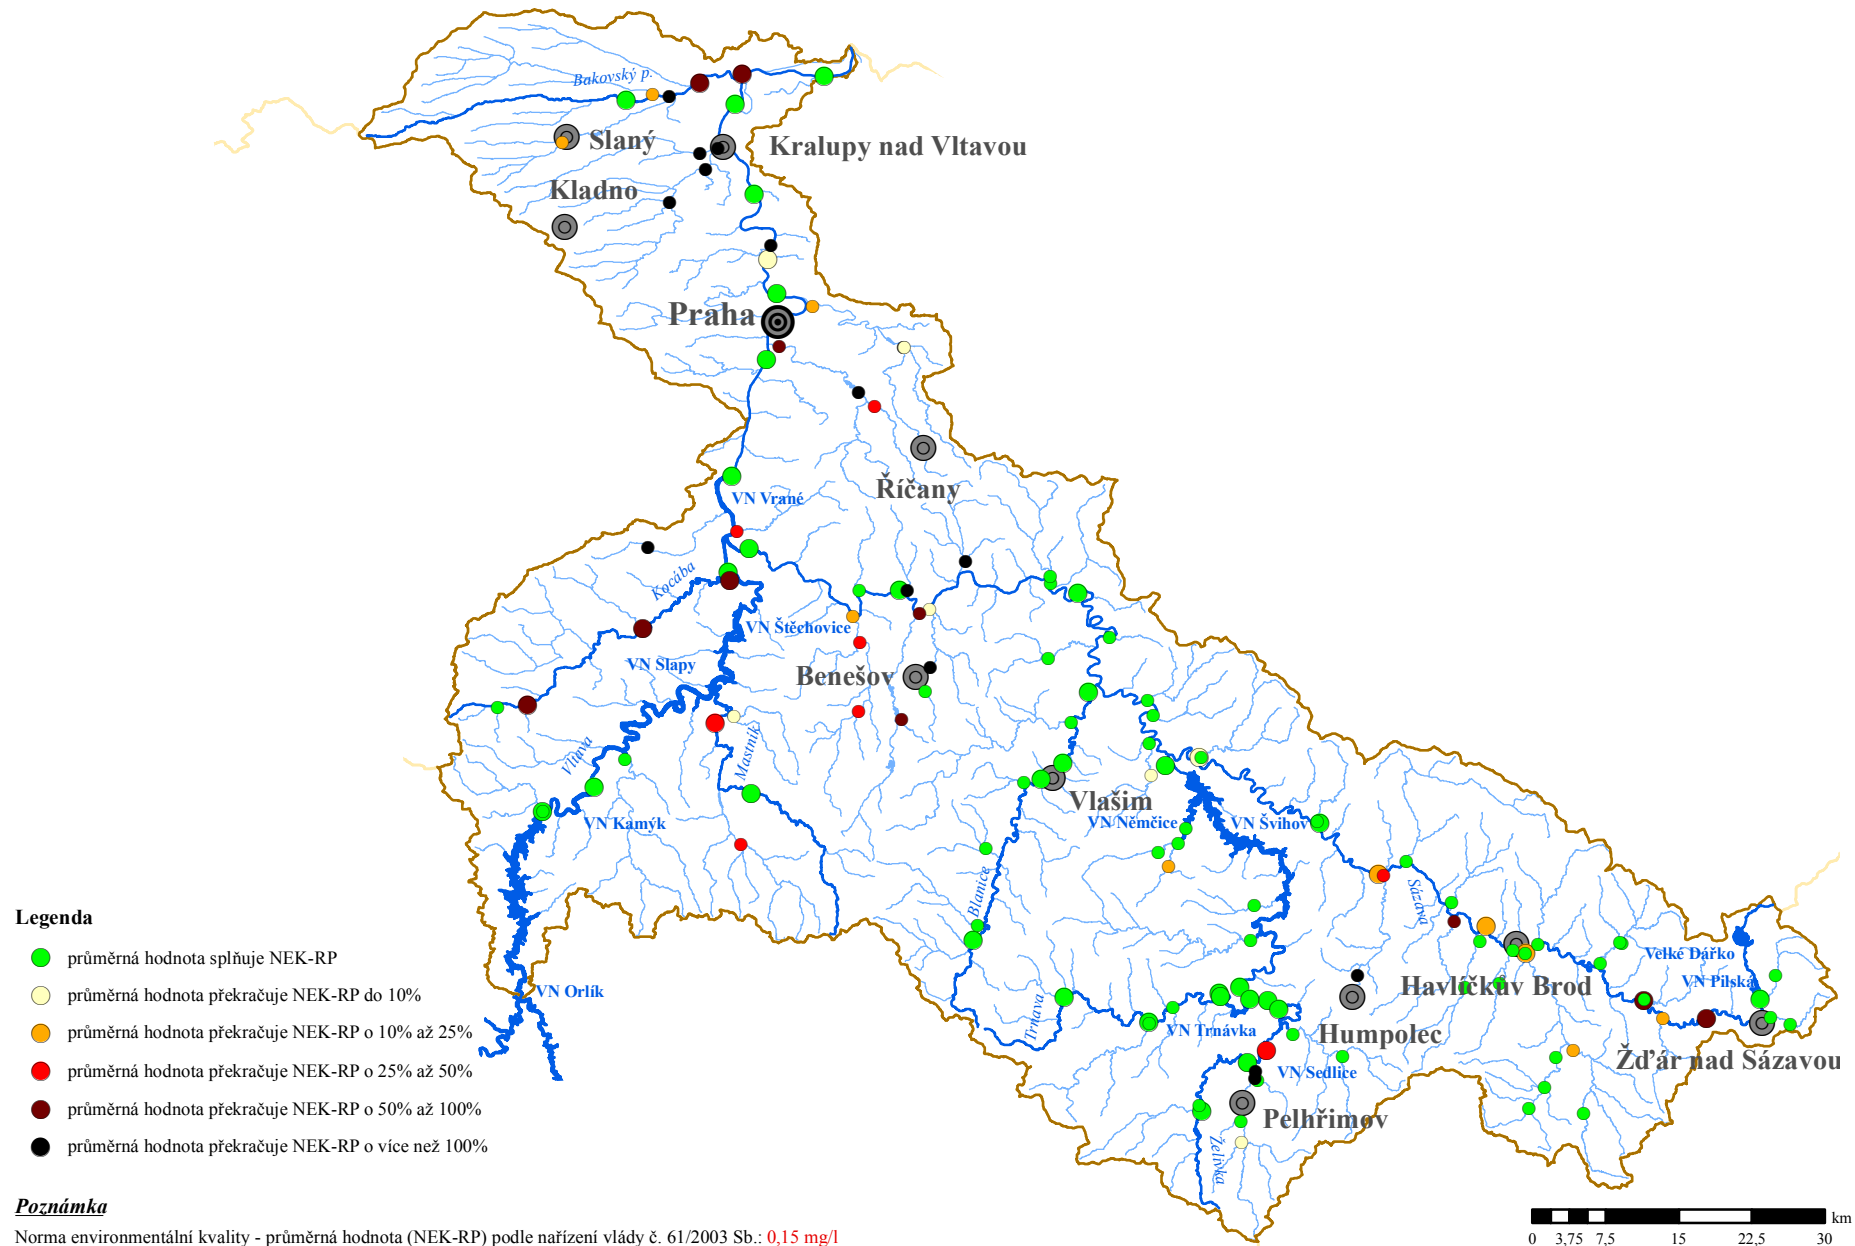 Bakovský p.
Slaný
Kralupy nad Vltavou
Kladno
Praha
Říčany
VN Vrané
Kocába
VN Štěchovice
VN Slapy
Benešov
Vltava
Mastník
Vlašim
VN Kamýk
VN Němčice
VN Švihov
Blanice
Sázava
Velké Dářko
VN Pilská
Havlíčkův Brod
VN Orlík
Trnava
VN Trnávka
Humpolec
Žďár nad Sázavou
VN Sedlice
Pelhřimov
Želivka
Legenda
průměrná hodnota splňuje NEK-RP
průměrná hodnota překračuje NEK-RP do 10%
průměrná hodnota překračuje NEK-RP o 10% až 25%
průměrná hodnota překračuje NEK-RP o 25% až 50%
průměrná hodnota překračuje NEK-RP o 50% až 100%
průměrná hodnota překračuje NEK-RP o více než 100%
Poznámka
Norma environmentální kvality - průměrná hodnota (NEK-RP) podle nařízení vlády č. 61/2003 Sb.: 0,15 mg/l
km
0 3,75 7,5 15 22,5 30